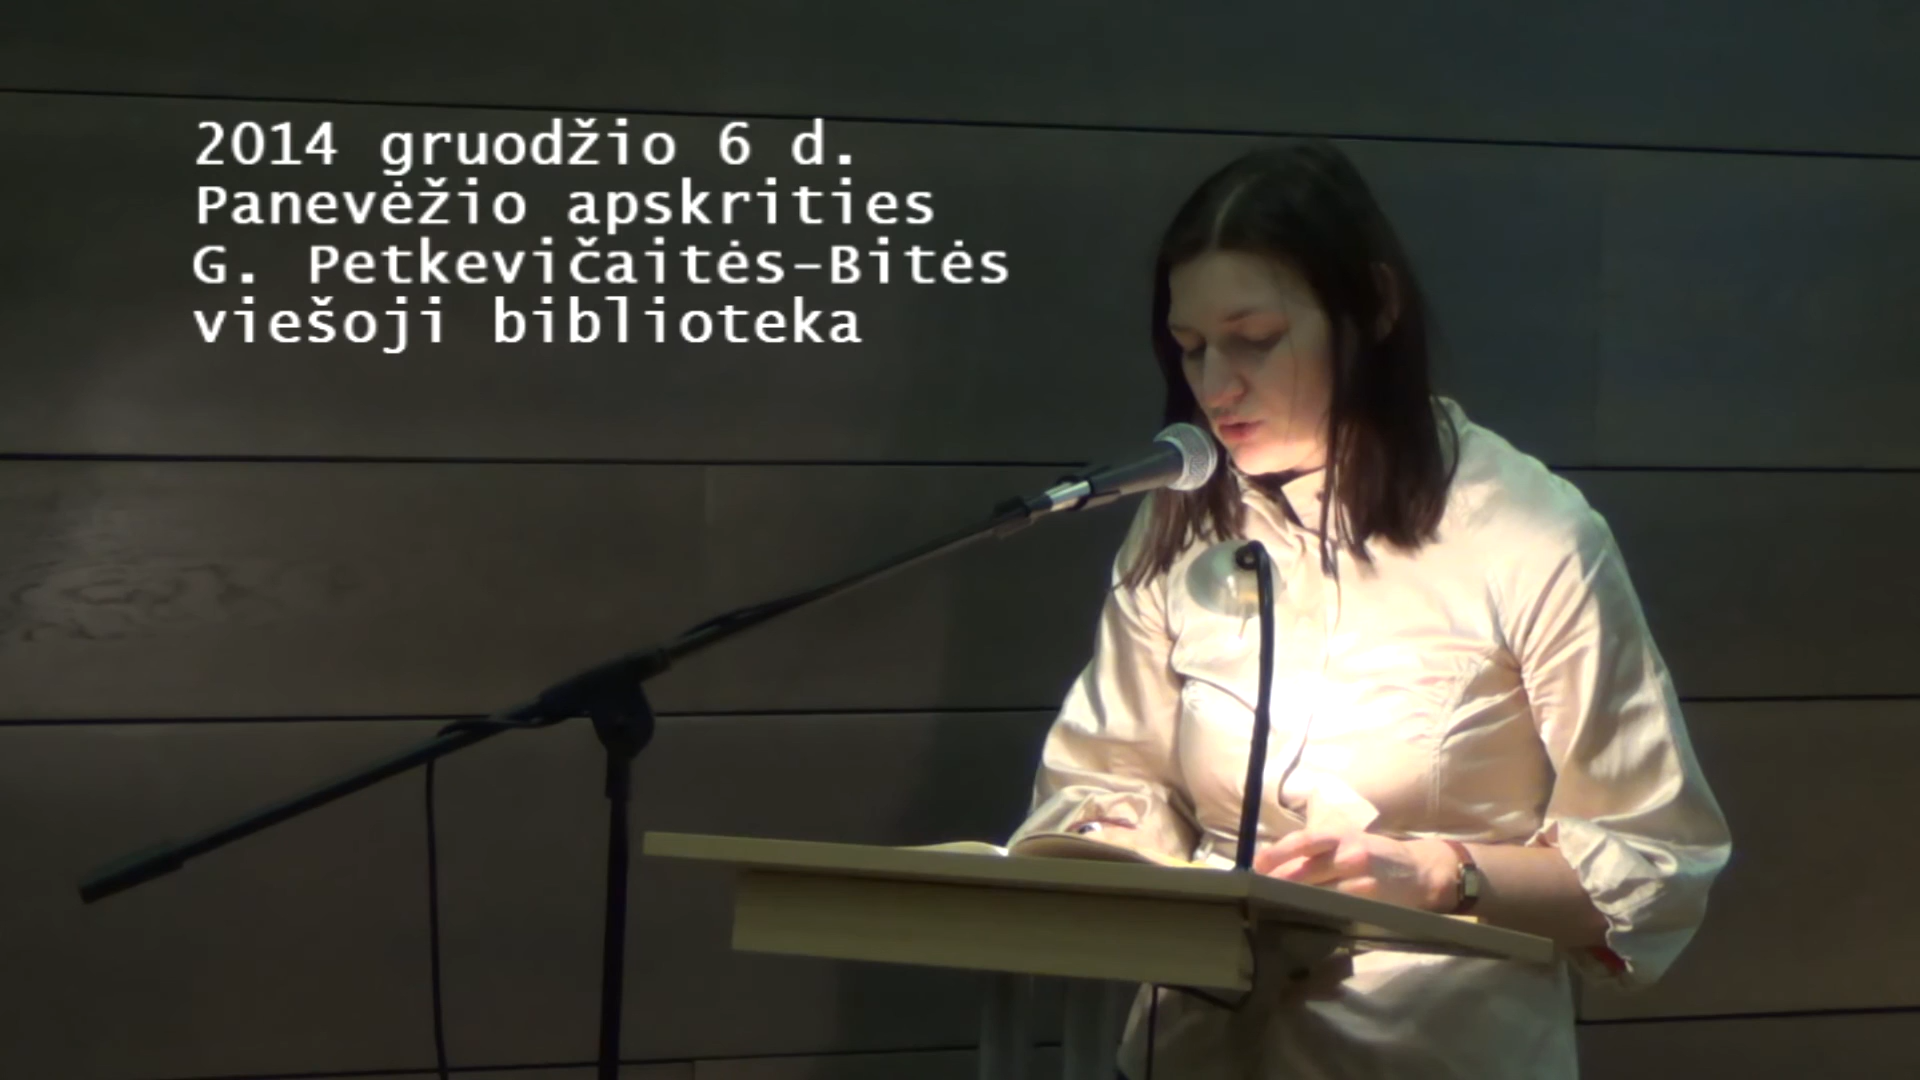 2014 gruodžio 6 d.
Panevėžio apskrities
G. Petkevičaitės-Bitės
viešoji biblioteka